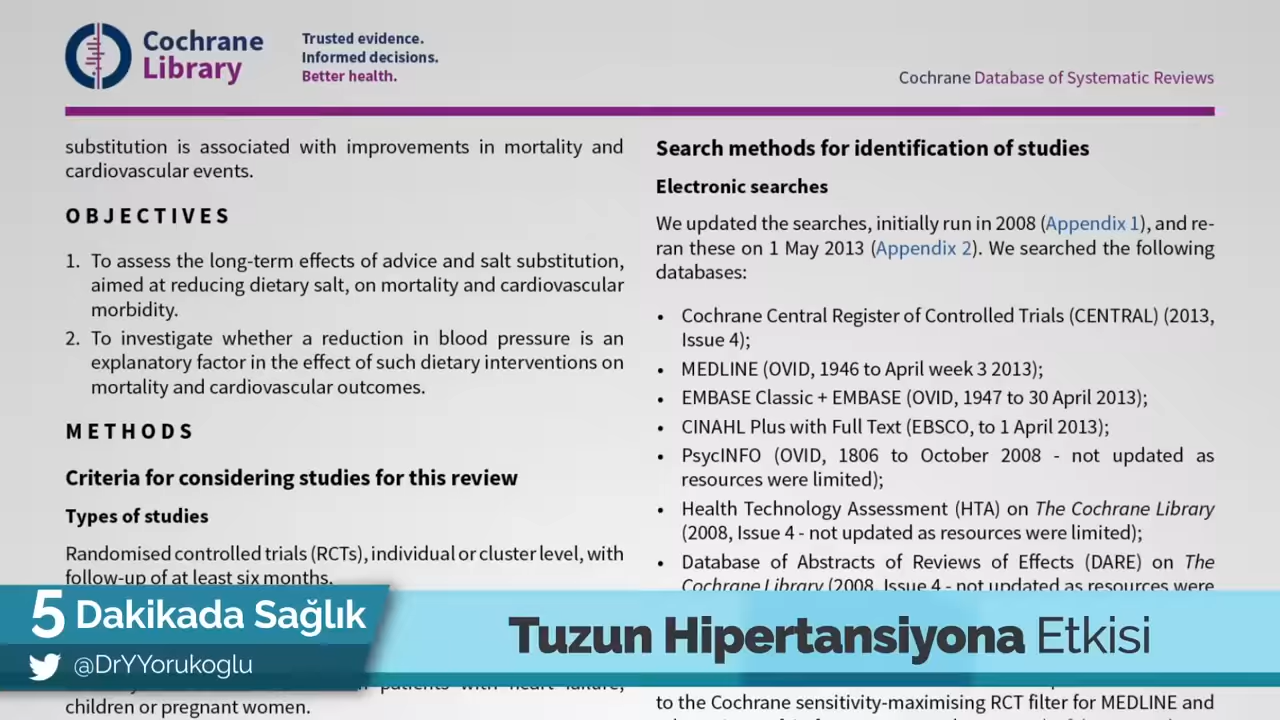 Cochrane
Library
Trusted evidence.
Informed decisions.
Better health.
Cochrane Database of Systematic Reviews
substitution is associated with improvements in mortality and
cardiovascular events.
OBJECTIVES
1. To assess the long-term effects of advice and salt substitution,
aimed at reducing dietary salt, on mortality and cardiovascular
morbidity.
2. To investigate whether a reduction in blood pressure is an
explanatory factor in the effect of such dietary interventions on
mortality and cardiovascular outcomes.
METHODS
Criteria for considering studies for this review
Types of studies
Randomised controlled trials (RCTs), individual or cluster level, with
follow-up of at least six months.
children or pregnant women.
Search methods for identification of studies
Electronic searches
We updated the searches, initially run in 2008 (Appendix 1), and re-
ran these on 1 May 2013 (Appendix 2). We searched the following
databases:
• Cochrane Central Register of Controlled Trials (CENTRAL) (2013,
Issue 4);
• MEDLINE (OVID, 1946 to April week 3 2013);
• EMBASE Classic + EMBASE (OVID, 1947 to 30 April 2013);
• CINAHL Plus with Full Text (EBSCO, to 1 April 2013);
• PsycINFO (OVID, 1806 to October 2008 - not updated as
resources were limited);
• Health Technology Assessment (HTA) on The Cochrane Library
(2008, Issue 4 - not updated as resources were limited);
• Database of Abstracts of Reviews of Effects (DARE) on The
Cochrane Library (2008, Issue 4 - not updated as resources were
to the Cochrane sensitivity-maximising RCT filter for MEDLINE and
5 Dakikada Sağlık
@DrYYorukoglu
Tuzun Hipertansiyona Etkisi